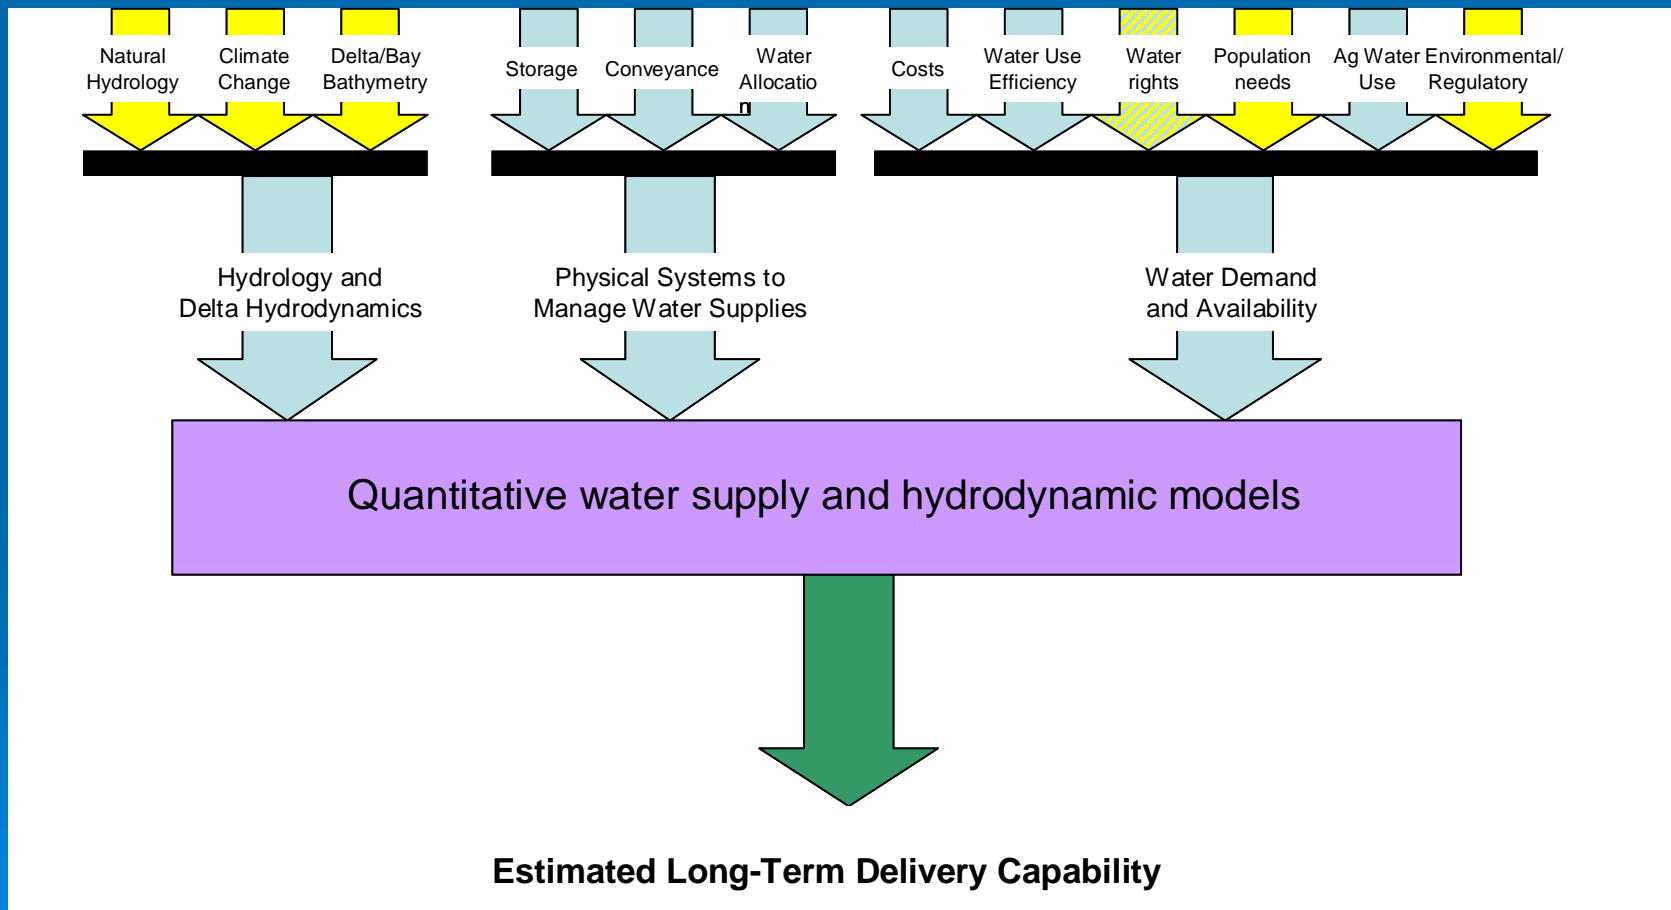 Natural
Hydrology
Climate
Change
Delta/Bay
Bathymetry
Storage
Conveyance
Water
Allocatio
n
Costs
Water Use
Efficiency
Water
rights
Population
needs
Ag Water
Use
Environmental/
Regulatory
Hydrology and
Delta Hydrodynamics
Physical Systems to
Manage Water Supplies
Water Demand
and Availability
Quantitative water supply and hydrodynamic models
Estimated Long-Term Delivery Capability